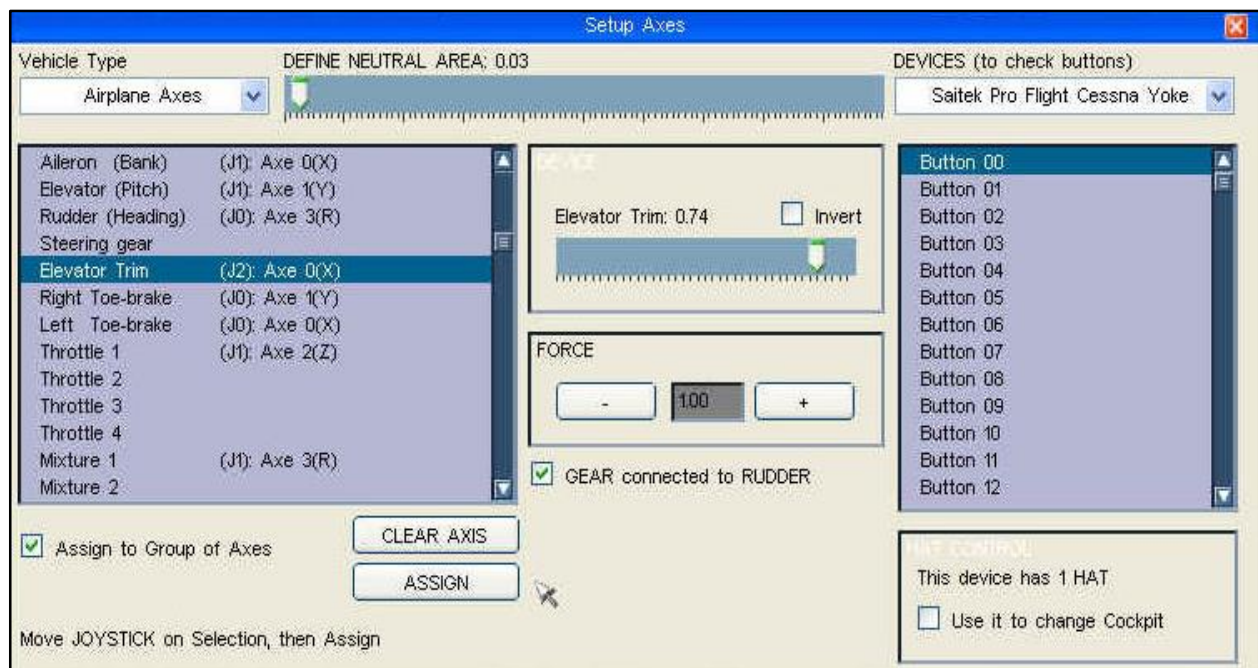 Setup Axes
Vehicle Type
DEFINE NEUTRAL AREA: 0.03
DEVICES (to check buttons)
Airplane Axes
Saitek Pro Flight Cessna Yoke
Aileron (Bank) (J1): Axe 0(X)
Elevator (Pitch) (J1): Axe 1(Y)
Rudder (Heading) (J0): Axe 3(R)
Steering gear
Elevator Trim (J2): Axe 0(X)
Right Toe-brake (J0): Axe 1(Y)
Left Toe-brake (J0): Axe 0(X)
Throttle 1 (J1): Axe 2(Z)
Throttle 2
Throttle 3
Throttle 4
Mixture 1 (J1): Axe 3(R)
Mixture 2
Assign to Group of Axes
CLEAR AXIS
ASSIGN
Move JOYSTICK on Selection, then Assign
DEVICE
Elevator Trim: 0.74
Invert
FORCE
-
1.00
+
GEAR connected to RUDDER
Button 00
Button 01
Button 02
Button 03
Button 04
Button 05
Button 06
Button 07
Button 08
Button 09
Button 10
Button 11
Button 12
HAT CONTROL
This device has 1 HAT
Use it to change Cockpit